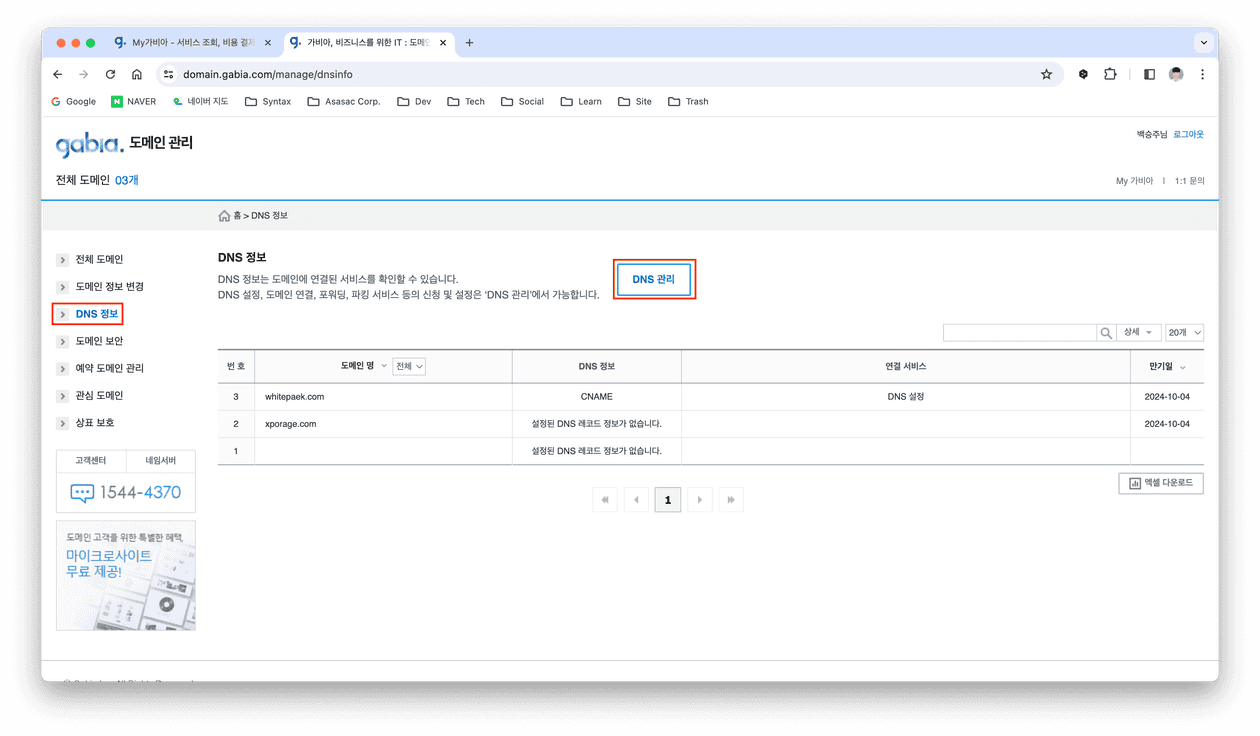 My가비아 - 서비스 조회, 비용 결제
가비아, 비즈니스를 위한 IT : 도메인
domain.gabia.com/manage/dnsinfo
Google NAVER 네이버 지도 Syntax Asasac Corp. Dev Tech Social Learn Site Trash
gabia. 도메인 관리
백승주님 로그아웃
전체 도메인 03개
My 가비아 | 1:1 문의
홈 > DNS 정보
전체 도메인
도메인 정보 변경
DNS 정보
도메인 보안
예약 도메인 관리
관심 도메인
상표 보호
고객센터 네임서버
1544-4370
도메인 고객을 위한 특별한 혜택,
마이크로사이트
무료 제공!
DNS 정보
DNS 정보는 도메인에 연결된 서비스를 확인할 수 있습니다.
DNS 설정, 도메인 연결, 포워딩, 파킹 서비스 등의 신청 및 설정은 'DNS 관리'에서 가능합니다.
DNS 관리
상세 20개
번 호 도메인 명 전체 DNS 정보 연결 서비스 만기일
3 whitepaek.com CNAME DNS 설정 2024-10-04
2 xporage.com 설정된 DNS 레코드 정보가 없습니다. 2024-10-04
1 설정된 DNS 레코드 정보가 없습니다.
1
엑셀 다운로드